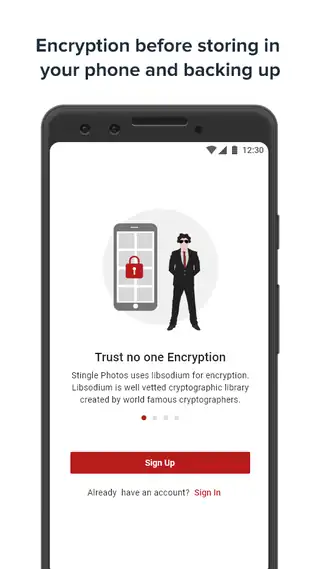 Encryption before storing in
your phone and backing up
12:30
Trust no one Encryption
Stingle Photos uses libsodium for encryption.
Libsodium is well vetted cryptographic library
created by world famous cryptographers.
Sign Up
Already have an account? Sign In